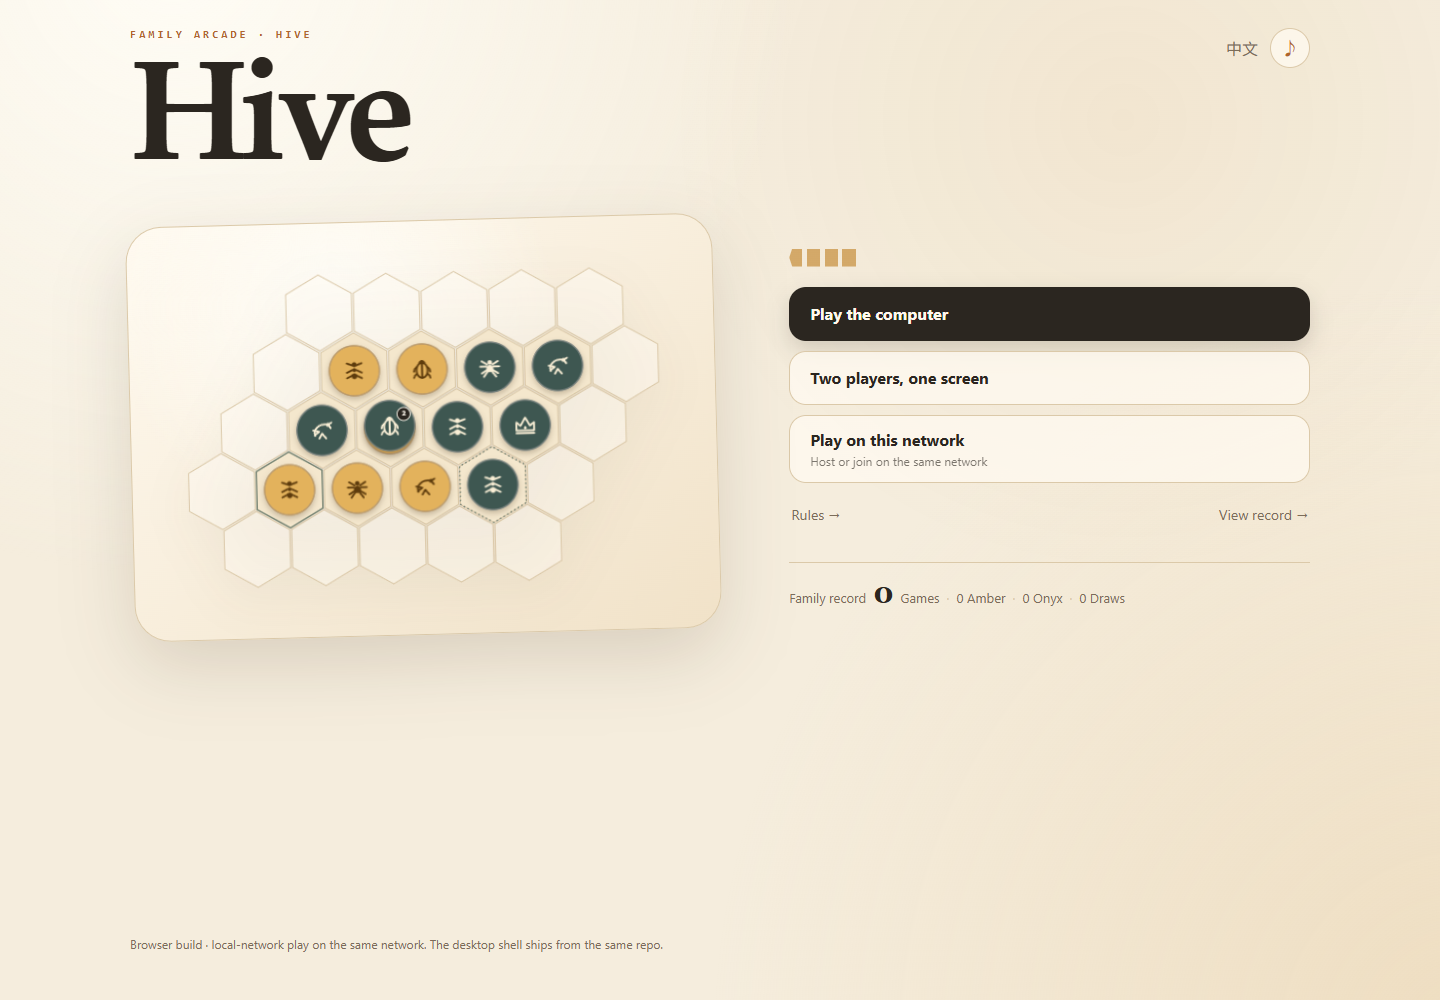 FAMILY ARCADE · HIVE
中文
Hive
2
Play the computer
Two players, one screen
Play on this network
Host or join on the same network
Rules →
View record →
Family record 0 Games · 0 Amber · 0 Onyx · 0 Draws
Browser build · local-network play on the same network. The desktop shell ships from the same repo.